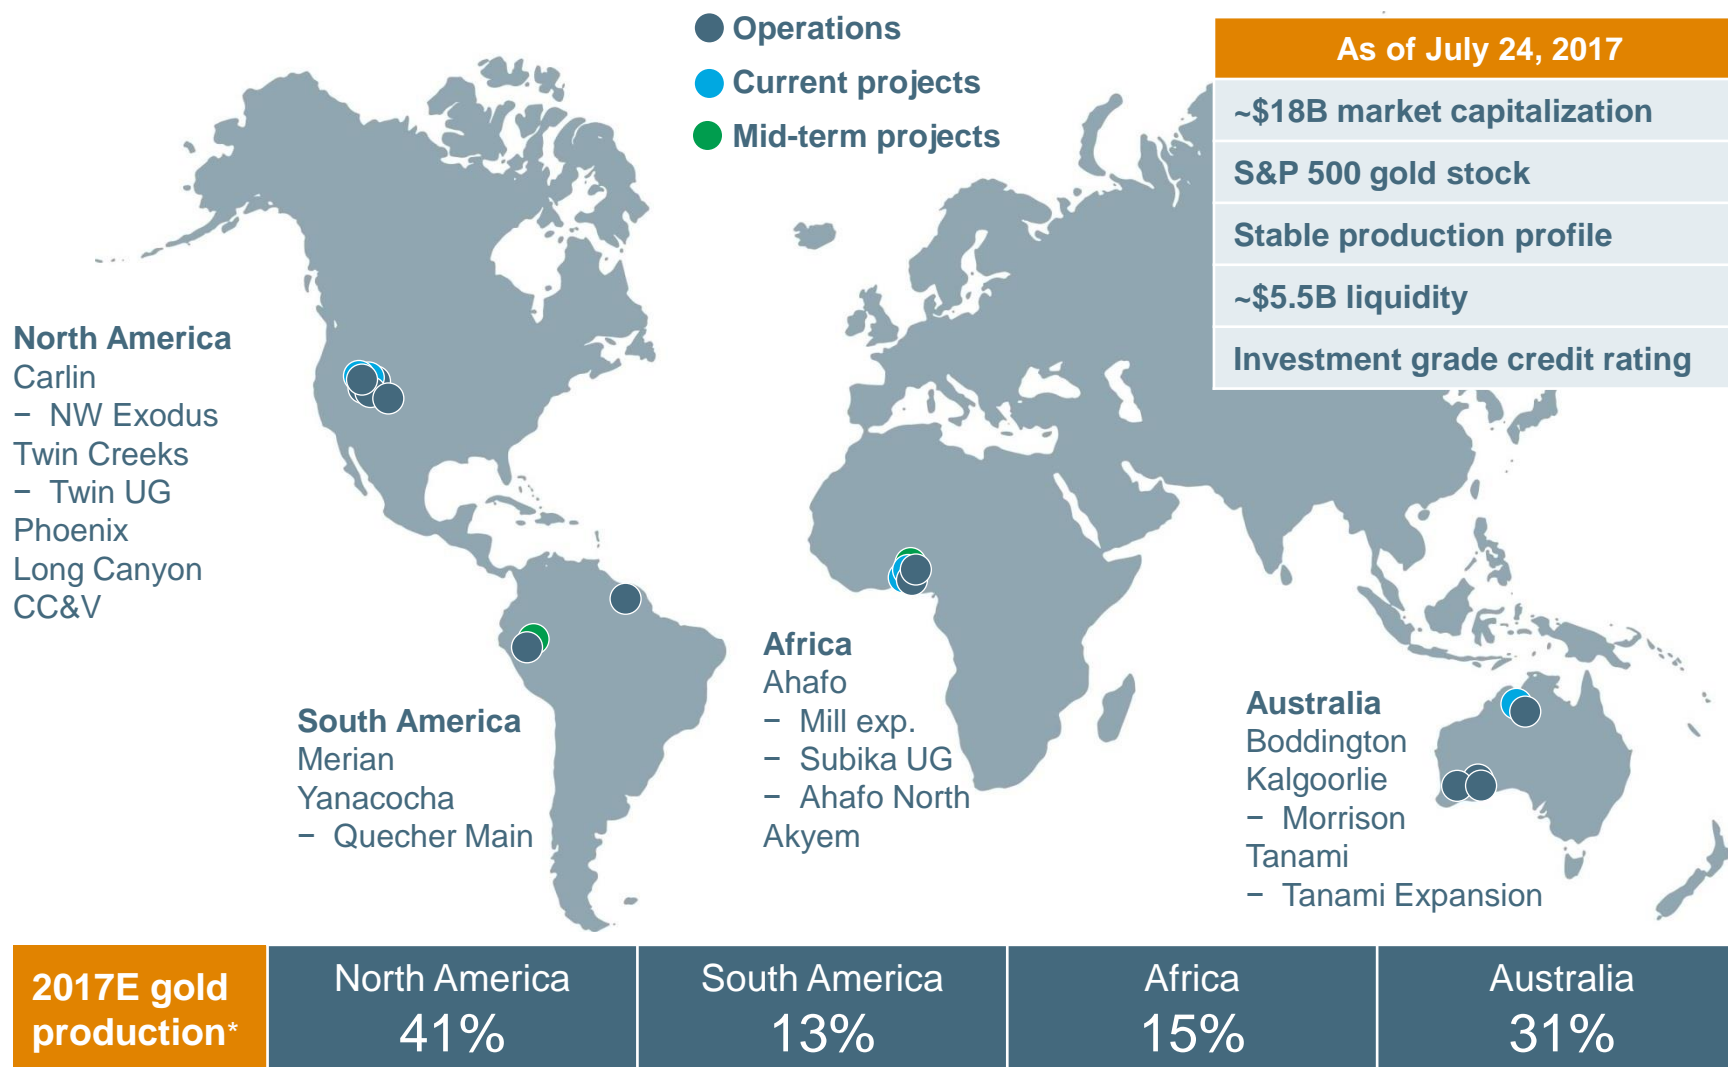 Operations
Current projects
Mid-term projects
As of July 24, 2017
~$18B market capitalization
S&P 500 gold stock
Stable production profile
~$5.5B liquidity
Investment grade credit rating
North America
Carlin
− NW Exodus
Twin Creeks
− Twin UG
Phoenix
Long Canyon
CC&V
South America
Merian
Yanacocha
− Quecher Main
Africa
Ahafo
− Mill exp.
− Subika UG
− Ahafo North
Akyem
Australia
Boddington
Kalgoorlie
− Morrison
Tanami
− Tanami Expansion
2017E gold
production*
North America
41%
South America
13%
Africa
15%
Australia
31%